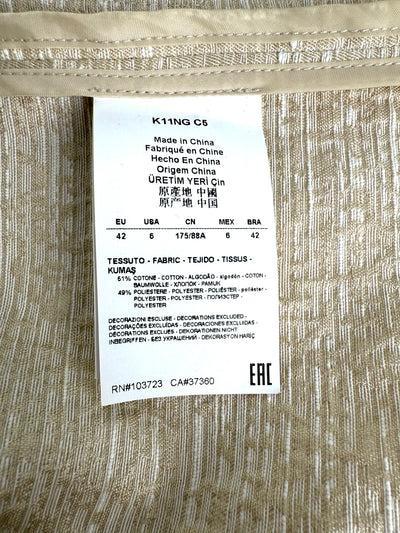 K11NG C5
Made in China
Fabriqué en Chine
Hecho En China
Origem China
ÜRETİM YERİ Çin
原產地 中國
原产地 中国
EU USA CN MEX BRA
42 6 175/88A 6 42
TESSUTO - FABRIC - TEJIDO - TISSUS -
KUMAŞ
51% COTONE - COTTON - ALGODÃO - algodón - COTON -
BAUMWOLLE - ХЛОПОК - PAMUK
49% POLIESTERE - POLYESTER - POLIÉSTER - poliéster -
POLYESTER - POLYESTER - ПОЛИЭСТЕР -
POLYESTER
DECORAZIONI ESCLUSE - DECORATIONS EXCLUDED -
DECORAÇÕES EXCLUÍDAS - DECORACIONES EXCLUIDAS -
DÉCORATIONS EXCLUES - DEKORATIONEN NICHT
INBEGRIFFEN - БЕЗ УКРАШЕНИЙ - DEKORASYON HARİÇ
RN#103723 CA#37360
EAC